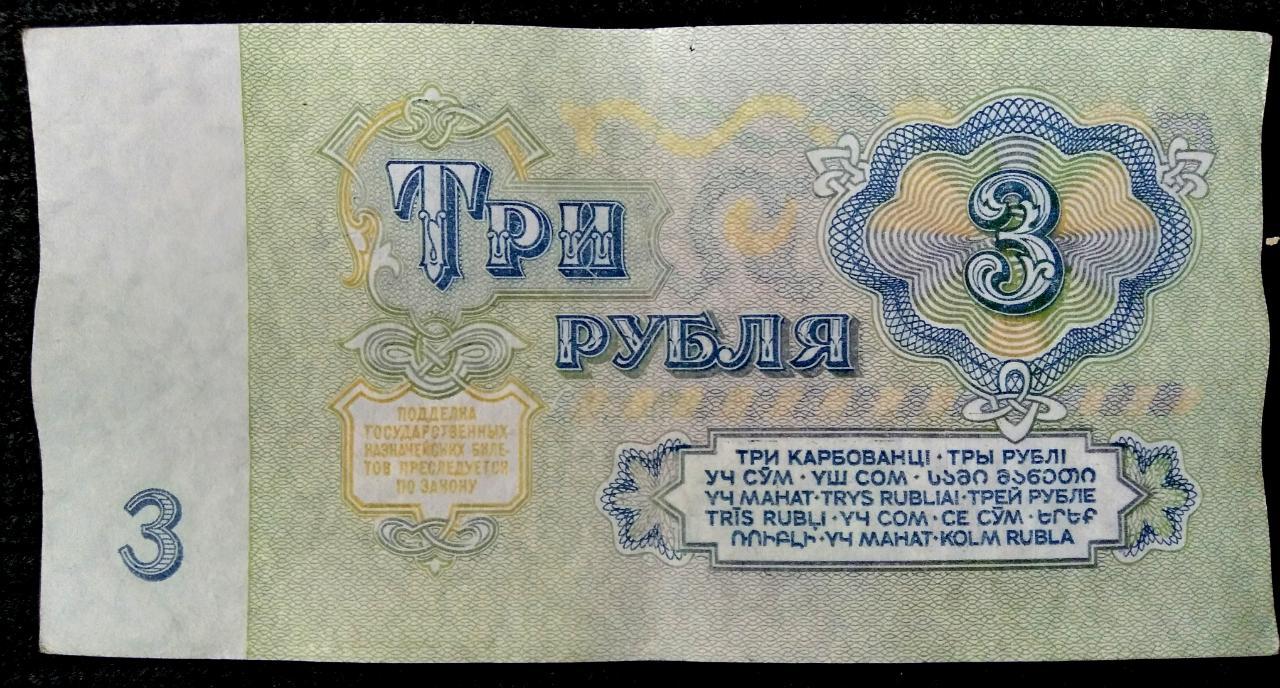 ТРИ
РУБЛЯ
3
ПОДДЕЛКА
ГОСУДАРСТВЕННЫХ
КАЗНАЧЕЙСКИХ БИЛЕ-
ТОВ ПРЕСЛЕДУЕТСЯ
ПО ЗАКОНУ
ТРИ КАРБОВАНЦІ · ТРЫ РУБЛІ
УЧ СЎМ · ҮШ СОМ · ᲡᲐᲛᲘ ᲛᲐᲜᲔᲗᲘ
ҮЧ МАНАТ · TRYS RUBLIAI · ТРЕЙ РУБЛЕ
TRĪS RUBĻI · ҮЧ СОМ · СЕ СӮМ · ԵՐԵՔ
ՌՈՒԲԼԻ · ҮЧ МАНАТ · KOLM RUBLA
3